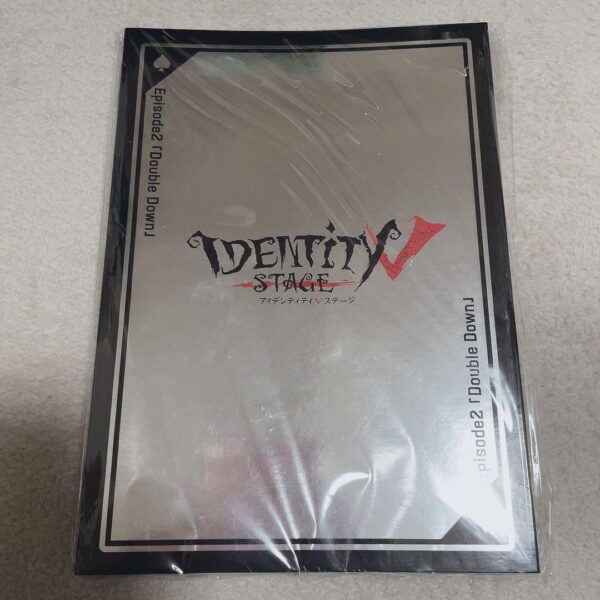 Episode2「Double Down」
IDENTITY V
STAGE
アイデンティティVステージ
Episode2「Double Down」